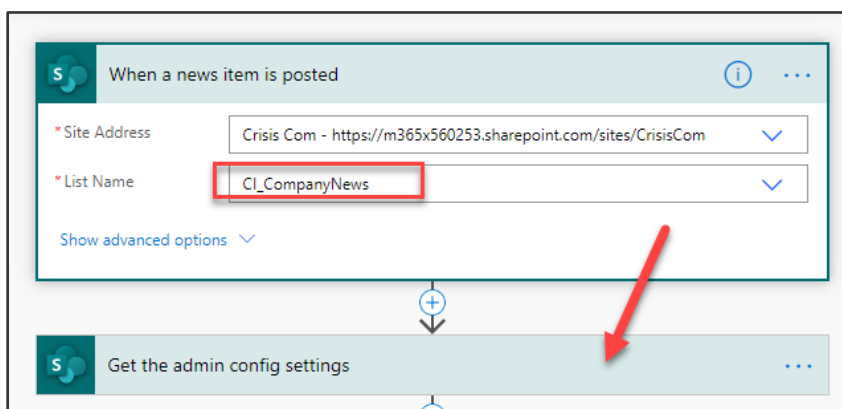 When a news item is posted
* Site Address
Crisis Com - https://m365x560253.sharepoint.com/sites/CrisisCom
* List Name
CI_CompanyNews
Show advanced options
Get the admin config settings